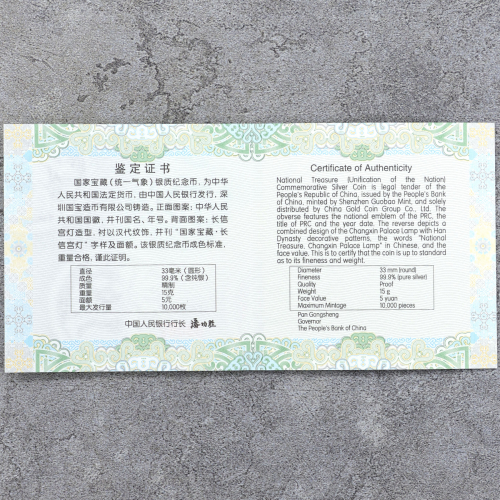 鉴定证书
国家宝藏（统一气象）银质纪念币，为中华
人民共和国法定货币，由中国人民银行发行，深
圳国宝造币有限公司铸造。正面图案：中华人民
共和国国徽，并刊国名、年号。背面图案：长信
宫灯造型，衬以汉代纹饰，并刊“国家宝藏·长
信宫灯”字样及面额。该银质纪念币成色标准，
重量合格，谨此证明。
直径 33毫米（圆形）
成色 99.9%（含纯银）
质量 精制
重量 15克
面额 5元
最大发行量 10,000枚
中国人民银行行长 潘功胜
Certificate of Authenticity
National Treasure (Unification of the Nation)
Commemorative Silver Coin is legal tender of the
People's Republic of China, issued by the People's Bank
of China, minted by Shenzhen Guobao Mint, and solely
distributed by China Gold Coin Group Co., Ltd. The
obverse features the national emblem of the PRC, the
title of PRC and the year date. The reverse depicts a
combined design of the Changxin Palace Lamp with Han
Dynasty decorative patterns, the words "National
Treasure, Changxin Palace Lamp" in Chinese, and the
face value. This is to certify that the coin is up to standard
as to its fineness and weight.
Diameter 33 mm (round)
Fineness 99.9% (pure silver)
Quality Proof
Weight 15 g
Face Value 5 yuan
Maximum Mintage 10,000 pieces
Pan Gongsheng
Governor
The People's Bank of China